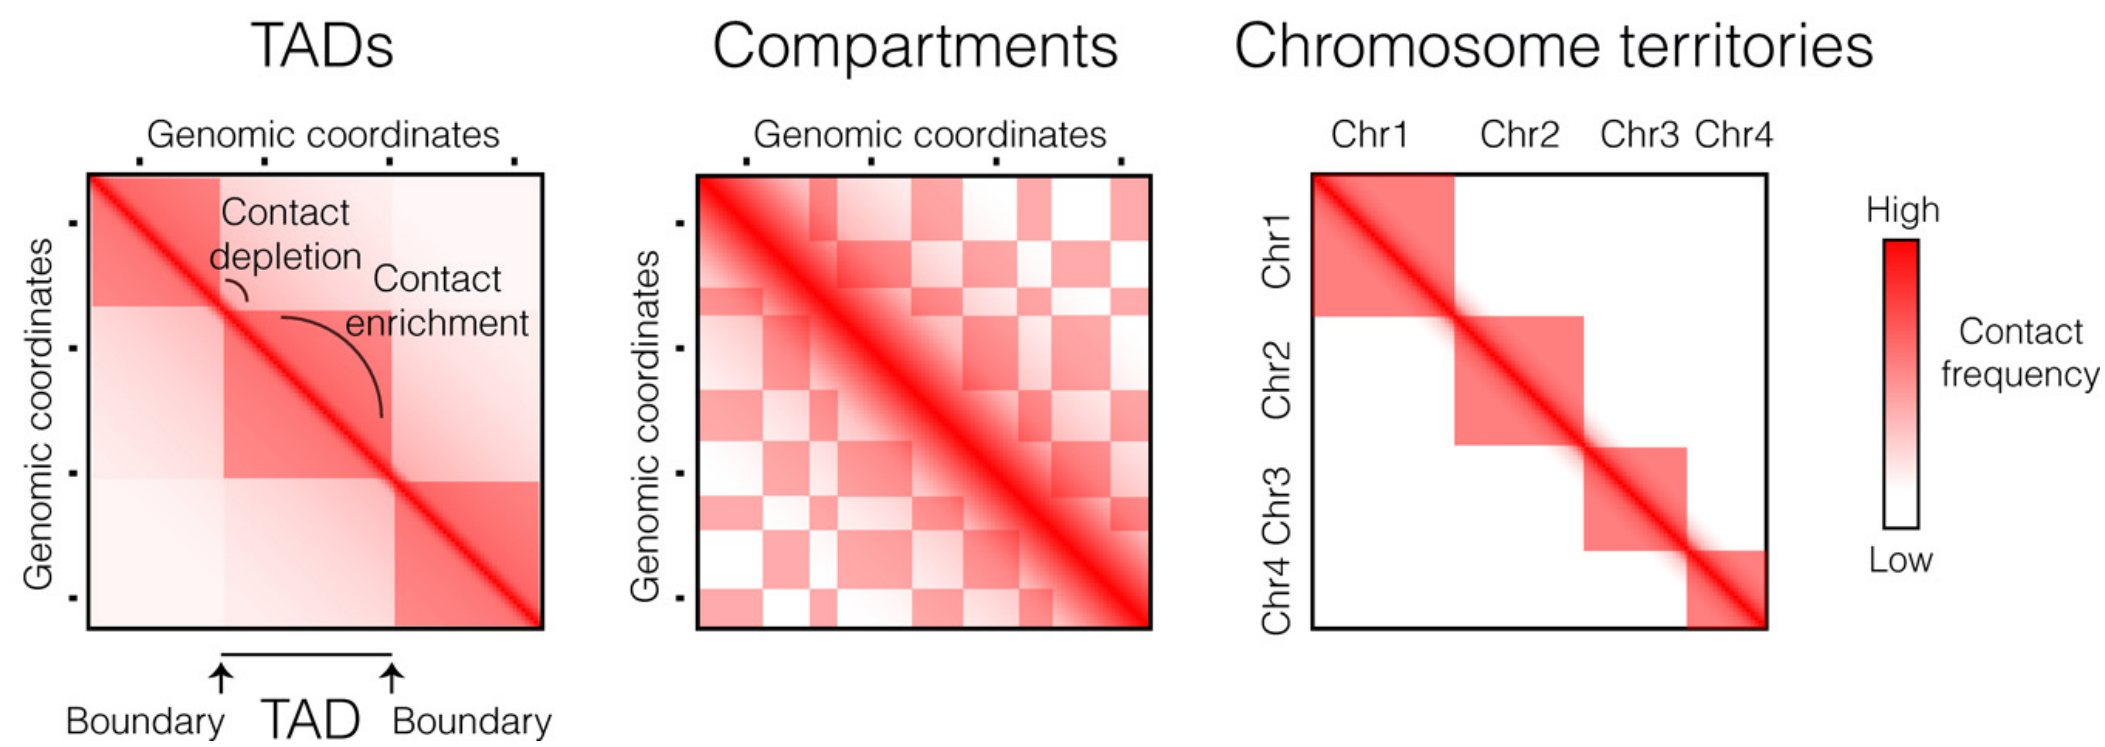 TADs
Genomic coordinates
Genomic coordinates
Contact
depletion
Contact
enrichment
Boundary
TAD
Boundary
Compartments
Genomic coordinates
Genomic coordinates
Chromosome territories
Chr1 Chr2 Chr3 Chr4
Chr1
Chr2
Chr3
Chr4
High
Contact
frequency
Low